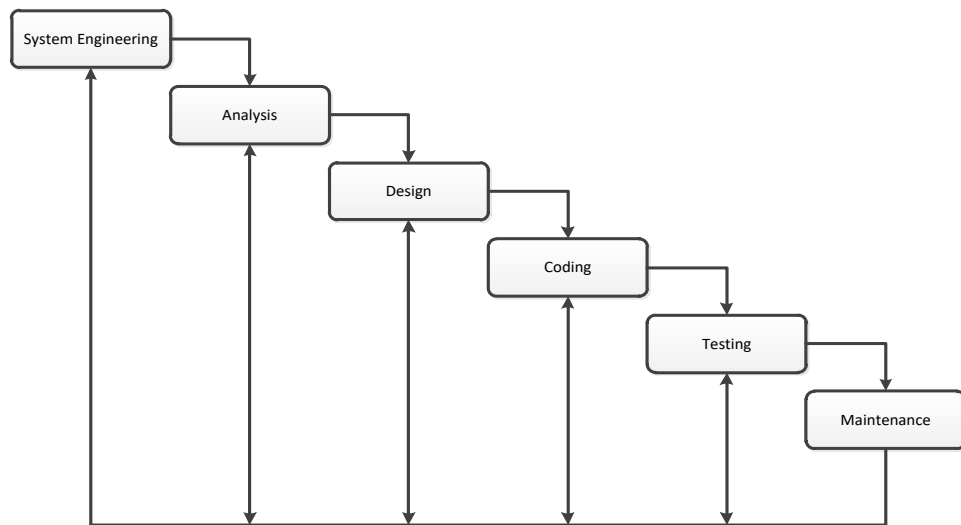 System Engineering
Analysis
Design
Coding
Testing
Maintenance